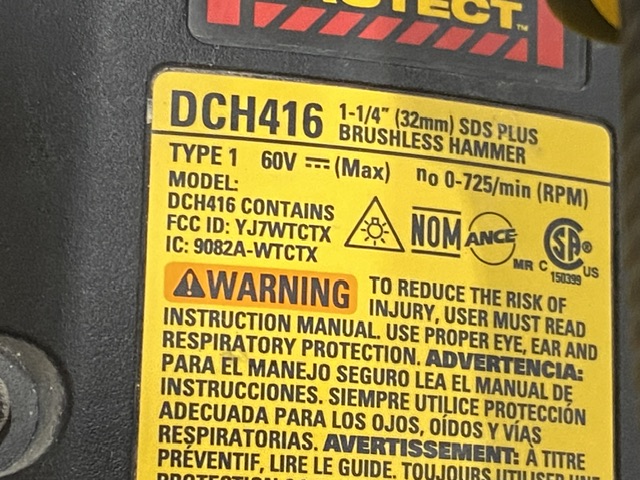 PROTECT™
DCH416 1-1/4" (32mm) SDS PLUS
BRUSHLESS HAMMER
TYPE 1 60V ⎓ (Max) no 0-725/min (RPM)
MODEL:
DCH416 CONTAINS
FCC ID: YJ7WTCTX
IC: 9082A-WTCTX
NOM
ANCE
MR
C SA ® US
150399
⚠WARNING TO REDUCE THE RISK OF
INJURY, USER MUST READ
INSTRUCTION MANUAL. USE PROPER EYE, EAR AND
RESPIRATORY PROTECTION. ADVERTENCIA:
PARA EL MANEJO SEGURO LEA EL MANUAL DE
INSTRUCCIONES. SIEMPRE UTILICE PROTECCIÓN
ADECUADA PARA LOS OJOS, OÍDOS Y VÍAS
RESPIRATORIAS. AVERTISSEMENT: À TITRE
PRÉVENTIF, LIRE LE GUIDE. TOUJOURS UTILISER UNE